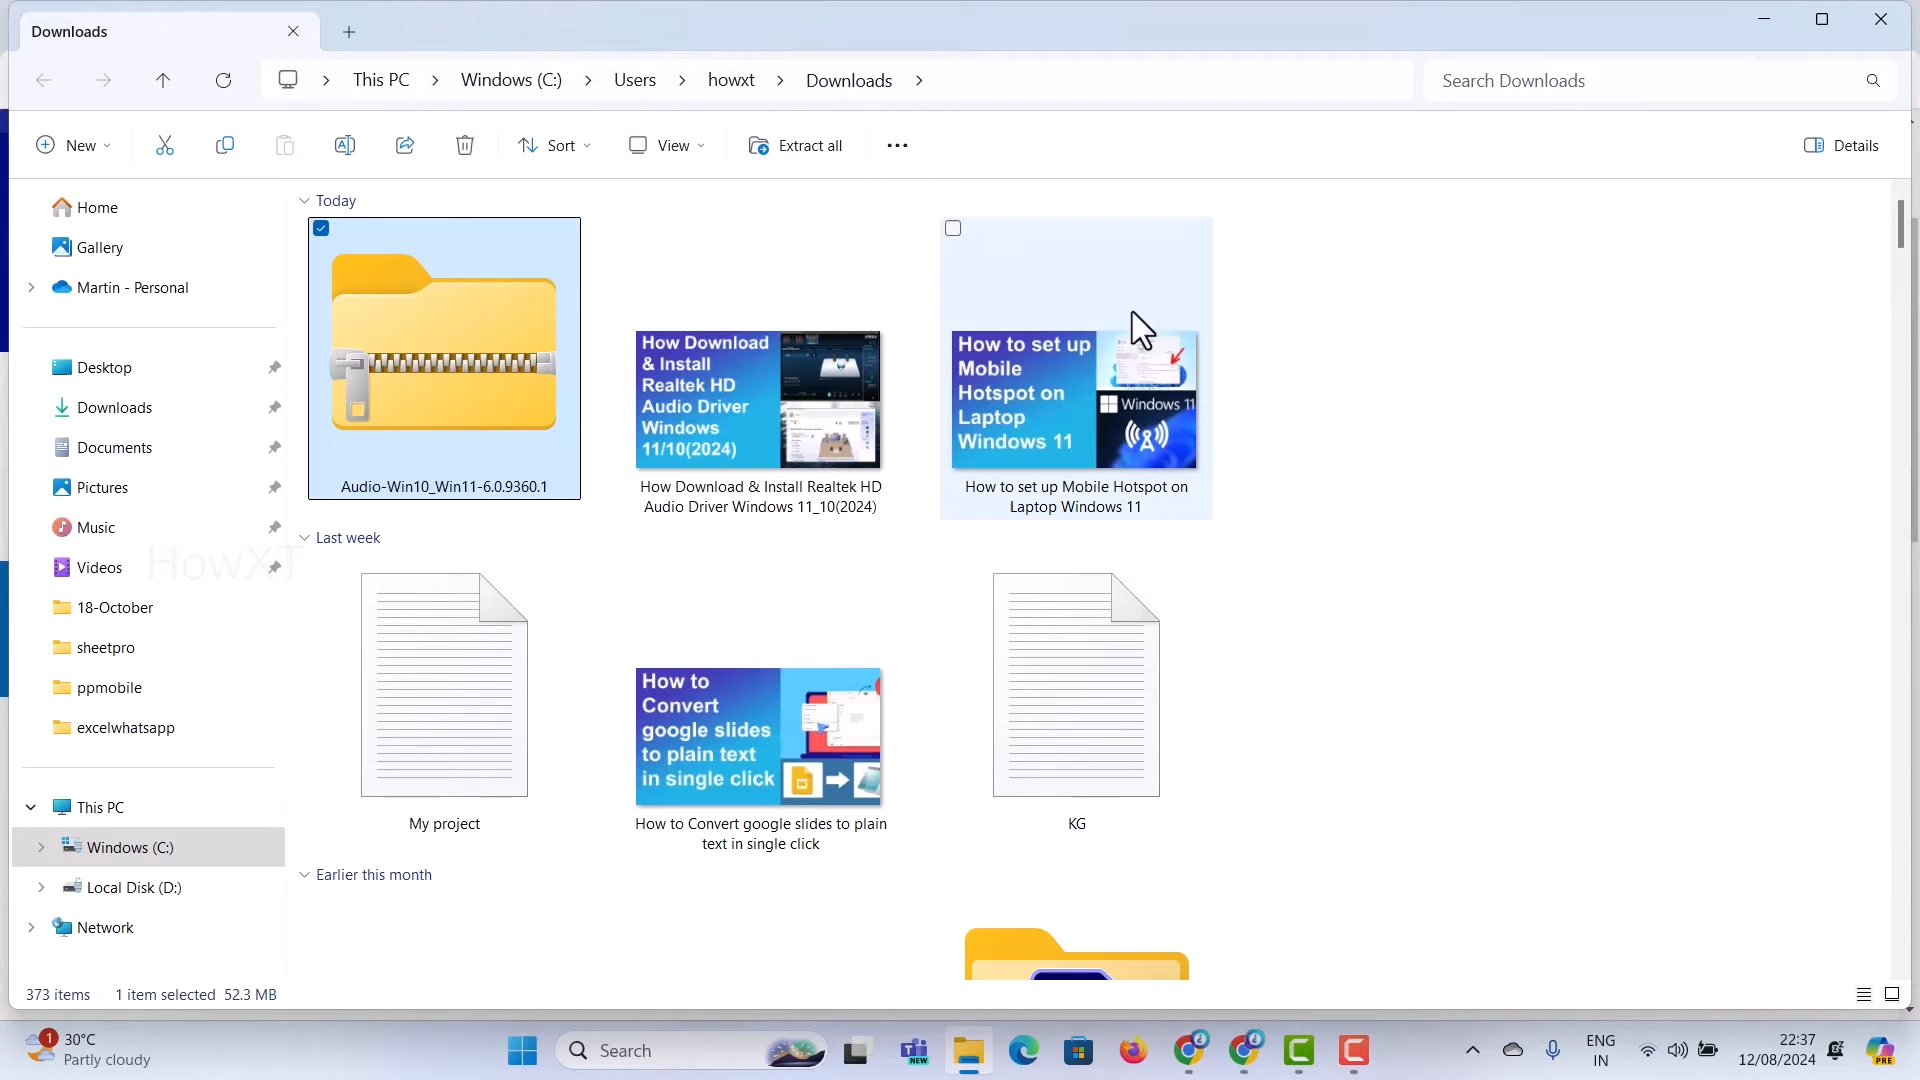 Downloads
This PC
Windows (C:)
Users
howxt
Downloads
Search Downloads
New
Sort
View
Extract all
Details
Home
Gallery
Martin - Personal
Desktop
Downloads
Documents
Pictures
Music
Videos
18-October
sheetpro
ppmobile
excelwhatsapp
This PC
Windows (C:)
Local Disk (D:)
Network
HowXT
Today
Audio-Win10_Win11-6.0.9360.1
How Download
& Install
Realtek HD
Audio Driver
Windows
11/10(2024)
How Download & Install Realtek HD
Audio Driver Windows 11_10(2024)
How to set up
Mobile
Hotspot on
Laptop
Windows 11
Windows 11
How to set up Mobile Hotspot on
Laptop Windows 11
Last week
My project
How to
Convert
google slides
to plain text
in single click
How to Convert google slides to plain
text in single click
KG
Earlier this month
373 items
1 item selected 52.3 MB
1
30°C
Partly cloudy
Search
NEW
ENG
IN
22:37
12/08/2024
PRE